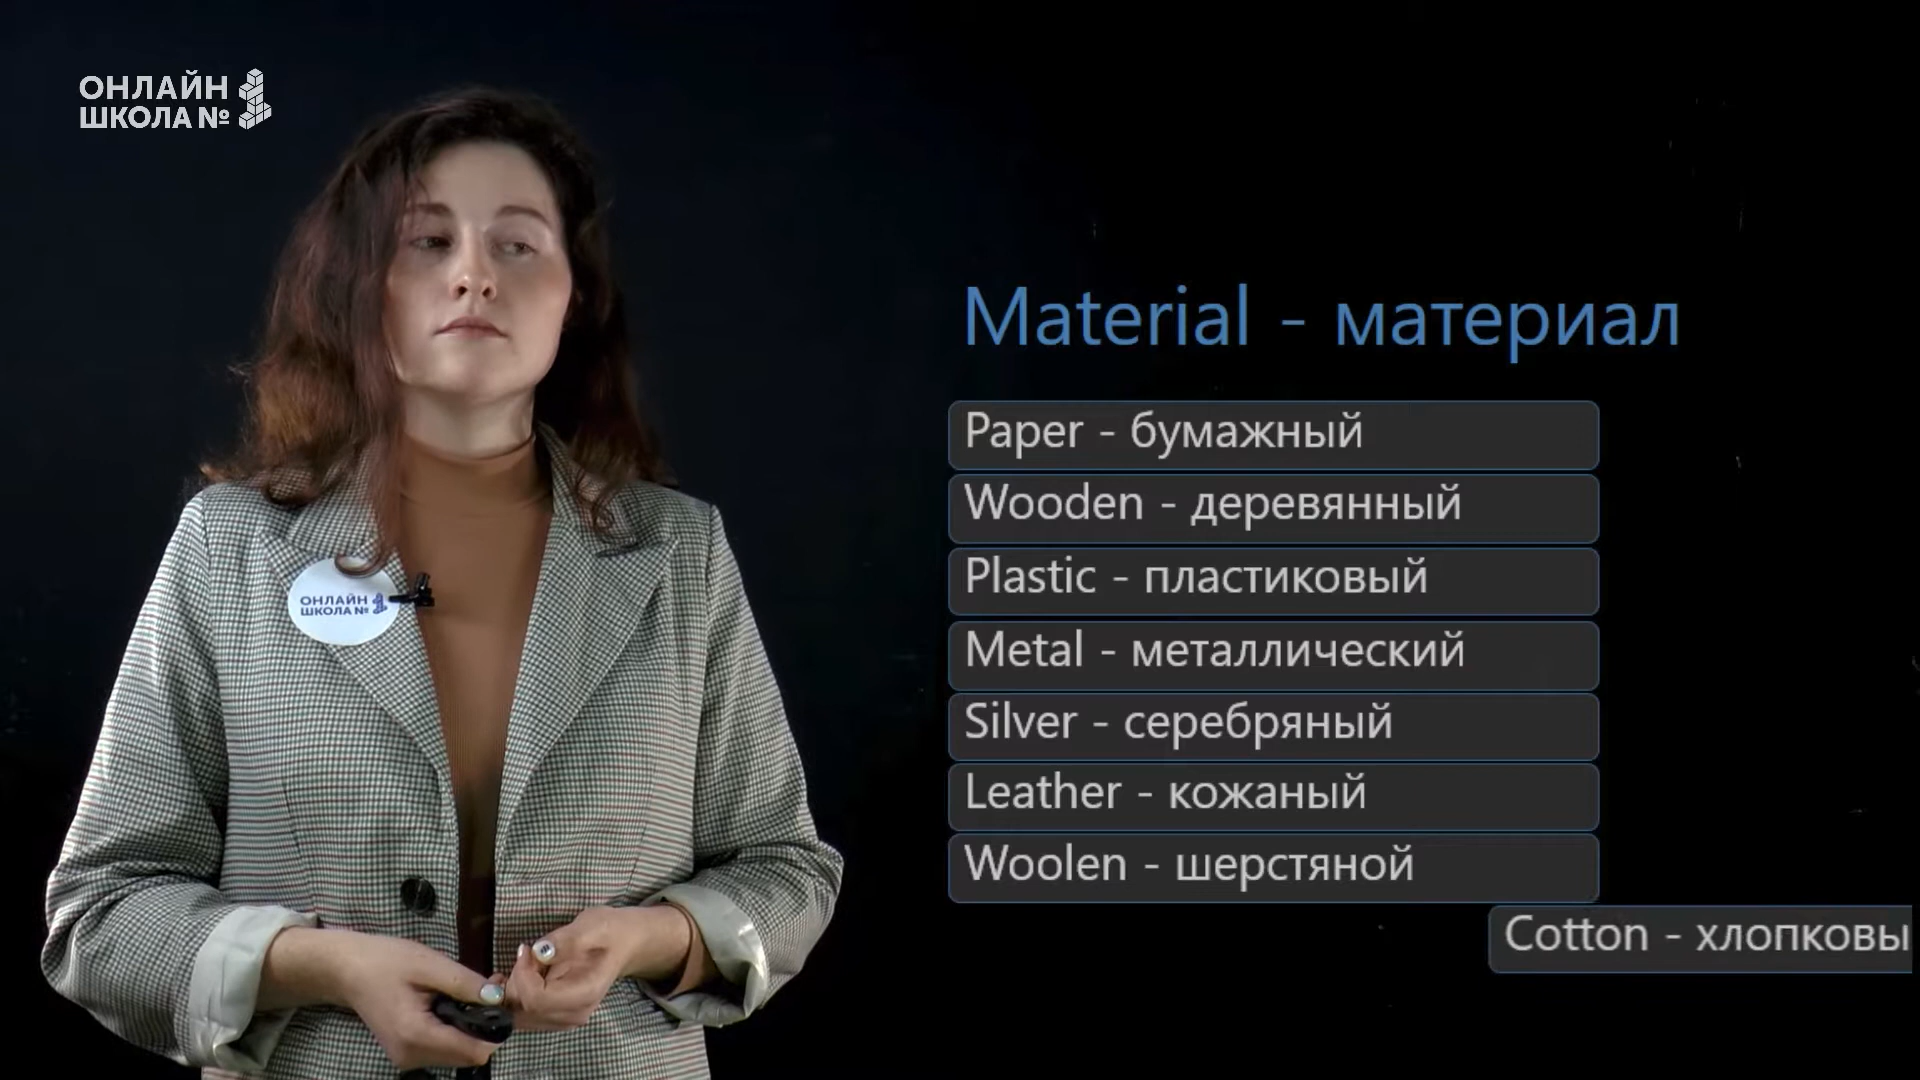 ОНЛАЙН
ШКОЛА №
Material - материал
Paper - бумажный
Wooden - деревянный
Plastic - пластиковый
Metal - металлический
Silver - серебряный
Leather - кожаный
Woolen - шерстяной
Cotton - хлопковы
ОНЛАЙН
ШКОЛА №